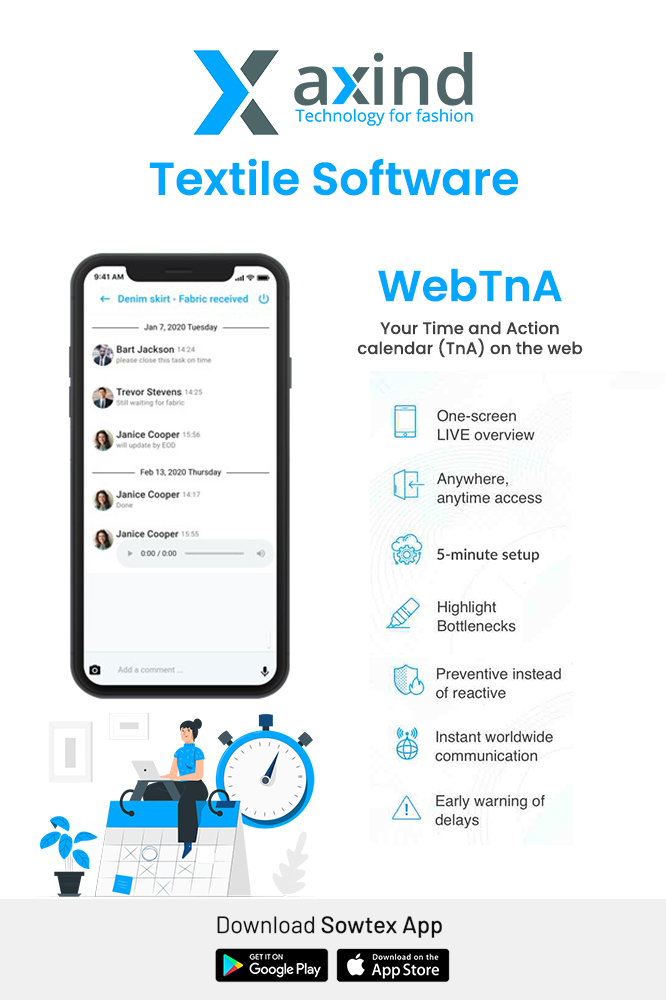 axind
Technology for fashion
Textile Software
9:41 AM
Denim skirt - Fabric received
Jan 7, 2020 Tuesday
Bart Jackson 14:24
please close this task on time
Trevor Stevens 14:25
Still waiting for fabric
Janice Cooper 15:56
will update by EOD
Feb 13, 2020 Thursday
Janice Cooper 14:17
Done
Janice Cooper 15:55
0:00 / 0:00
Add a comment ...
WebTnA
Your Time and Action
calendar (TnA) on the web
One-screen
LIVE overview
Anywhere,
anytime access
5-minute setup
Highlight
Bottlenecks
Preventive instead
of reactive
Instant worldwide
communication
Early warning of
delays
Download Sowtex App
GET IT ON
Google Play
Download on the
App Store